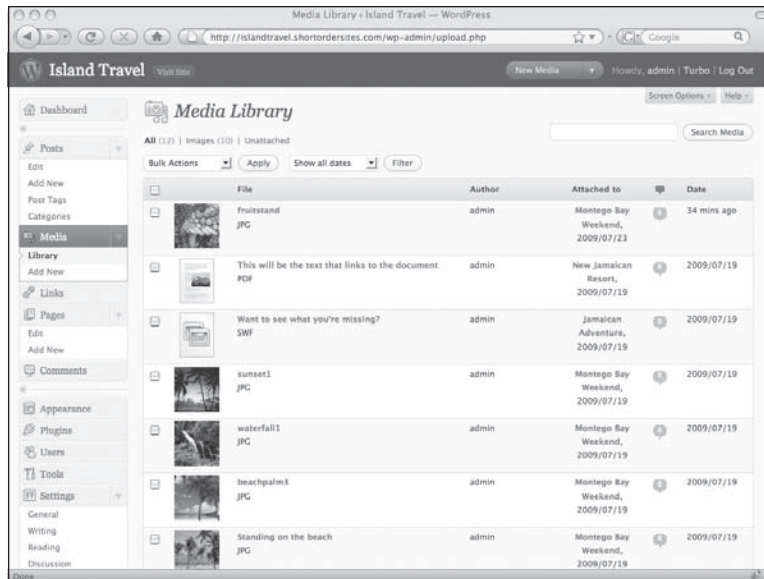 Media Library ‹ Island Travel — WordPress
http://islandtravel.shortordersites.com/wp-admin/upload.php
Google
Island Travel
Visit Site
New Media
Howdy, admin | Turbo | Log Out
Screen Options
Help
Dashboard
Posts
Edit
Add New
Post Tags
Categories
Media
Library
Add New
Links
Pages
Edit
Add New
Comments
Appearance
Plugins
Users
Tools
Settings
General
Writing
Reading
Discussion
Media Library
All (12) | Images (10) | Unattached
Search Media
Bulk Actions
Apply
Show all dates
Filter
File Author Attached to Date
fruitstand admin Montego Bay 34 mins ago
JPG Weekend,
2009/07/23
This will be the text that links to the document admin New Jamaican 2009/07/19
PDF Resort,
2009/07/19
Want to see what you're missing? admin Jamaican 2009/07/19
SWF Adventure,
2009/07/19
sunset1 admin Montego Bay 2009/07/19
JPG Weekend,
2009/07/19
waterfall1 admin Montego Bay 2009/07/19
JPG Weekend,
2009/07/19
beachpalm3 admin Montego Bay 2009/07/19
JPG Weekend,
2009/07/19
Standing on the beach admin Montego Bay 2009/07/19
JPG Weekend,
2009/07/19
Done